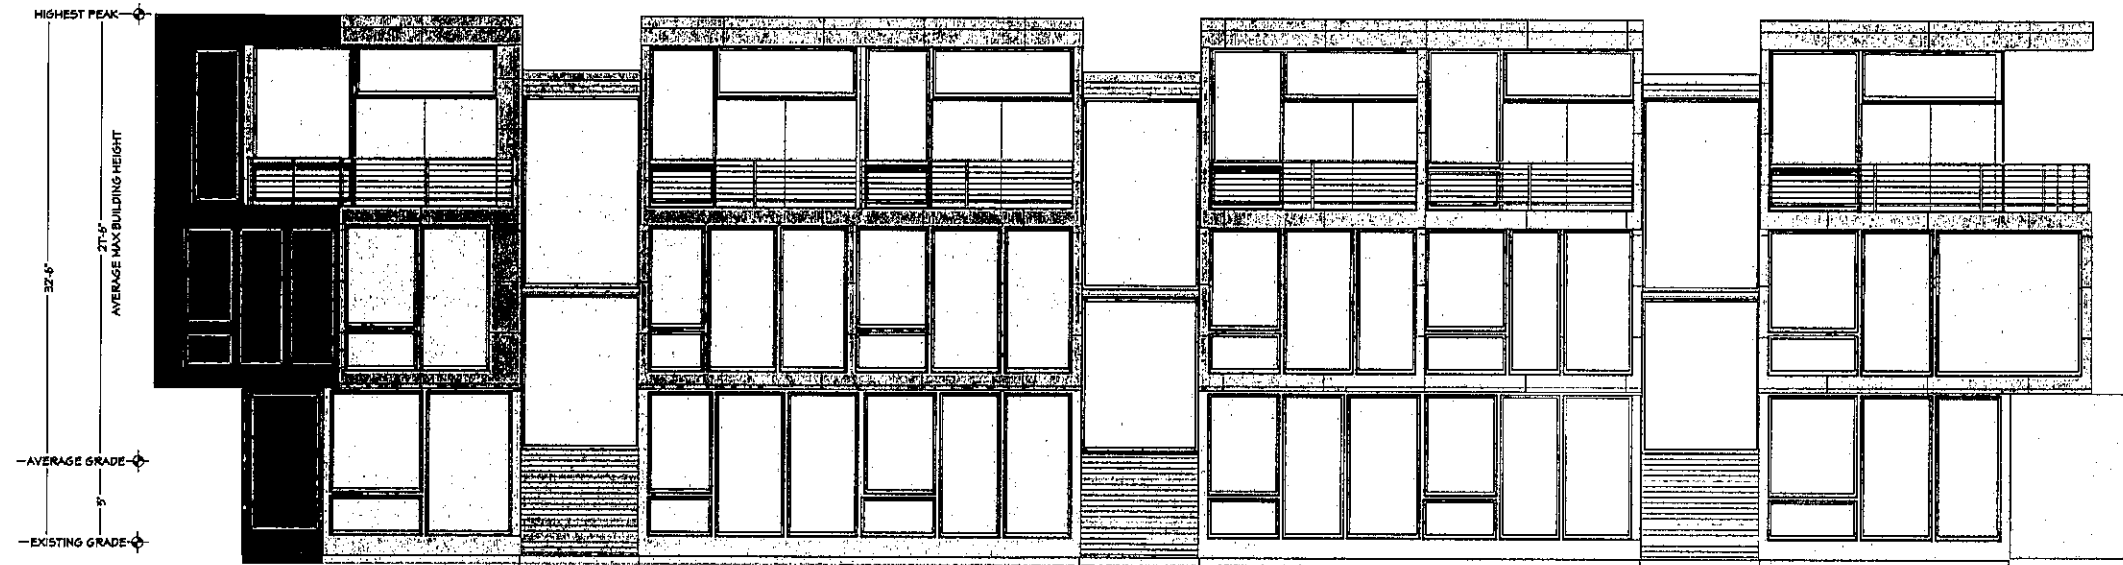 HIGHEST PEAK
32'-6"
27'-6"
AVERAGE MAX BUILDING HEIGHT
AVERAGE GRADE
5'
EXISTING GRADE